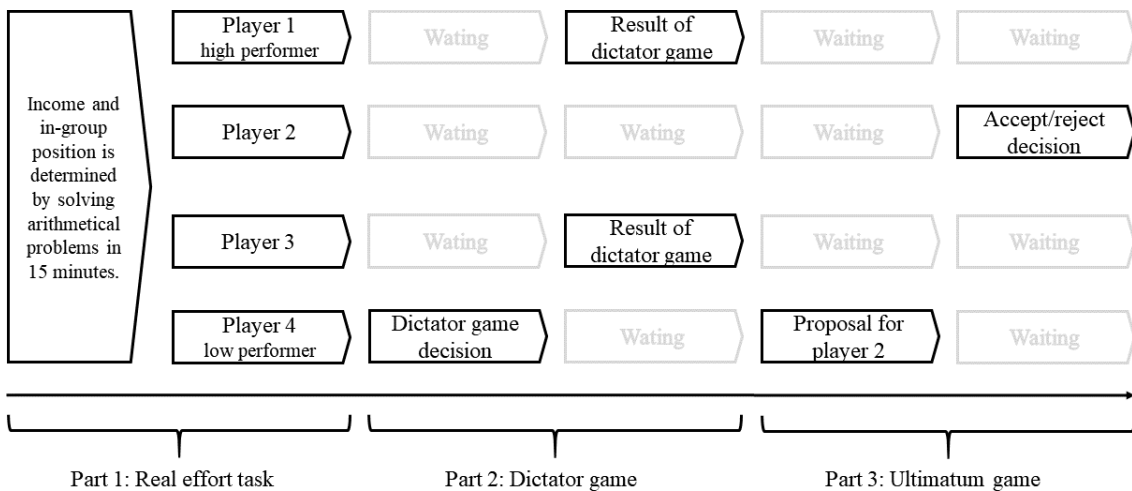 Income and
in-group
position is
determined
by solving
arithmetical
problems in
15 minutes.
Player 1
high performer
Wating
Result of
dictator game
Waiting
Waiting
Player 2
Wating
Wating
Waiting
Accept/reject
decision
Player 3
Wating
Result of
dictator game
Waiting
Waiting
Player 4
low performer
Dictator game
decision
Wating
Proposal for
player 2
Waiting
Part 1: Real effort task
Part 2: Dictator game
Part 3: Ultimatum game